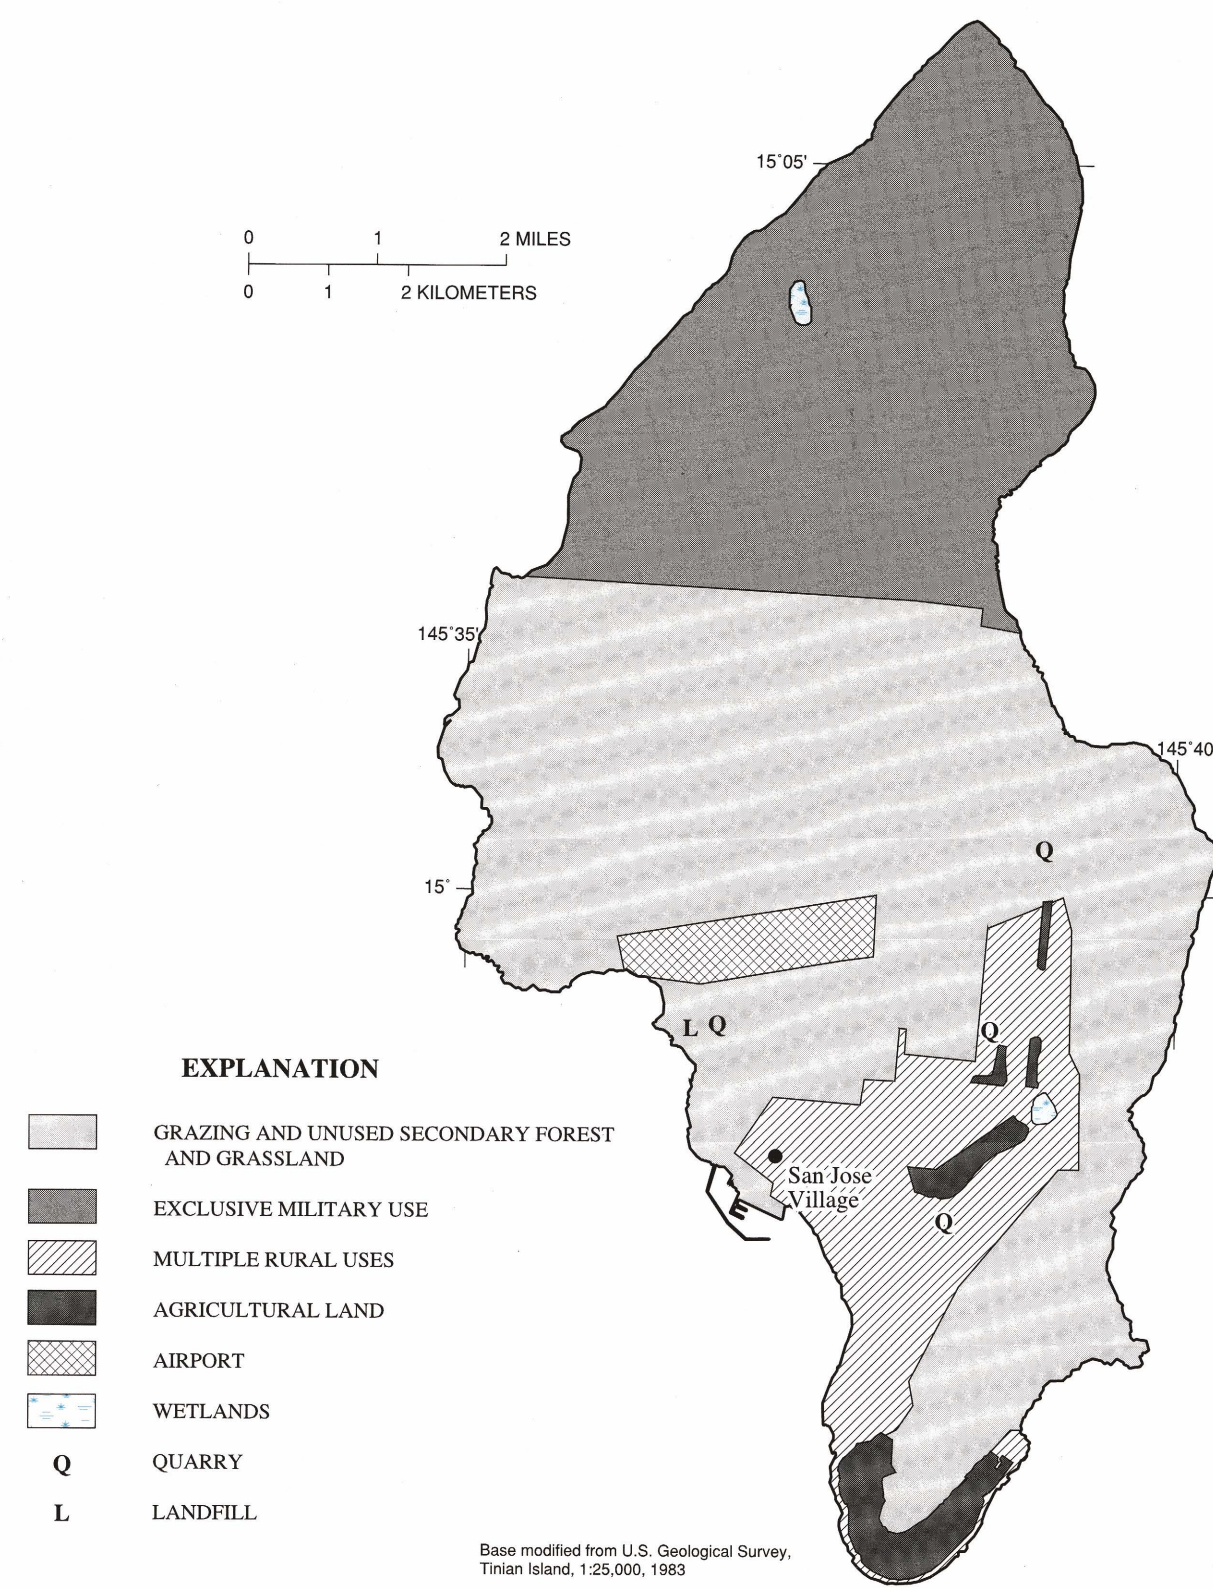 15°05'
0 1 2 MILES
0 1 2 KILOMETERS
145°35'
145°40
Q
15°
L Q
Q
EXPLANATION
GRAZING AND UNUSED SECONDARY FOREST
AND GRASSLAND
San Jose
Village
EXCLUSIVE MILITARY USE
Q
MULTIPLE RURAL USES
AGRICULTURAL LAND
AIRPORT
WETLANDS
Q QUARRY
L LANDFILL
Base modified from U.S. Geological Survey,
Tinian Island, 1:25,000, 1983